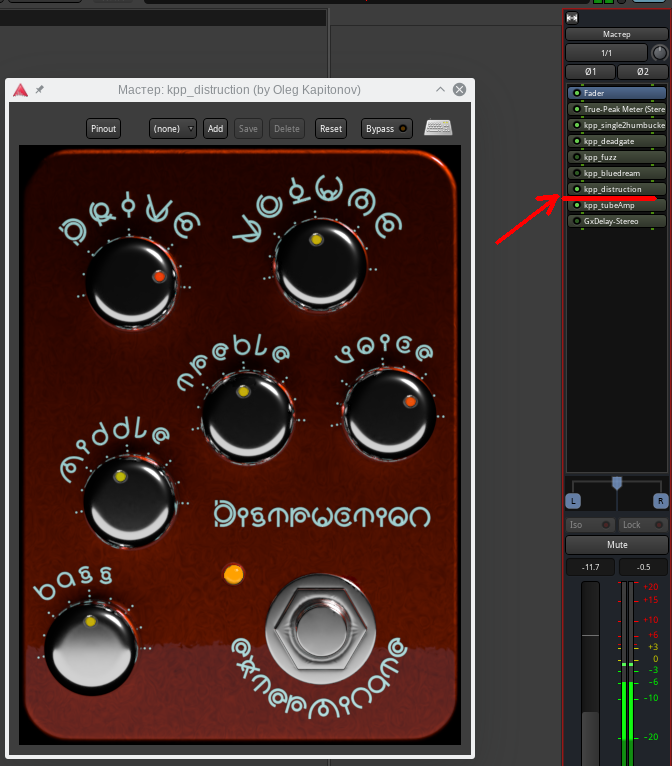 Мастер: kpp_distruction (by Oleg Kapitonov)
Pinout
(none)
Add
Save
Delete
Reset
Bypass
DRIVE
VOLUME
treble
voice
middle
Distruction
bass
Мастер
1/1
Ø1
Ø2
Fader
True-Peak Meter (Stere
kpp_single2humbucke
kpp_deadgate
kpp_fuzz
kpp_bluedream
kpp_distruction
kpp_tubeAmp
GxDelay-Stereo
L
R
Iso
Lock
Mute
-11.7
-0.5
+20
+15
+10
+6
+3
0
-3
-6
-10
-20